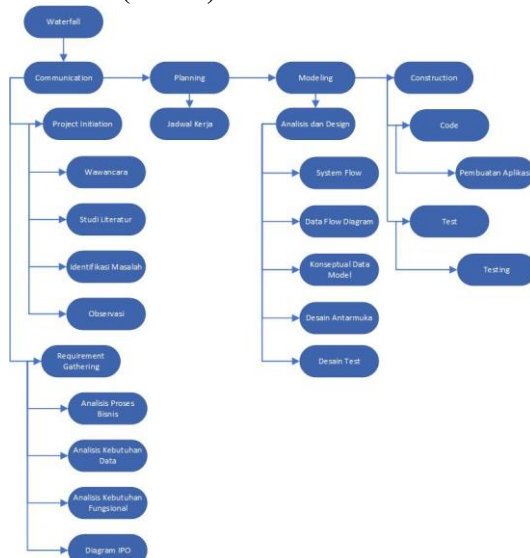 Waterfall
Communication
Planning
Modeling
Construction
Project Initiation
Jadwal Kerja
Analisis dan Design
Code
Wawancara
System Flow
Pembuatan Aplikasi
Studi Literatur
Data Flow Diagram
Test
Identifikasi Masalah
Konseptual Data
Model
Testing
Observasi
Desain Antarmuka
Requirement
Gathering
Desain Test
Analisis Proses
Bisnis
Analisis Kebutuhan
Data
Analisis Kebutuhan
Fungsional
Diagram IPO